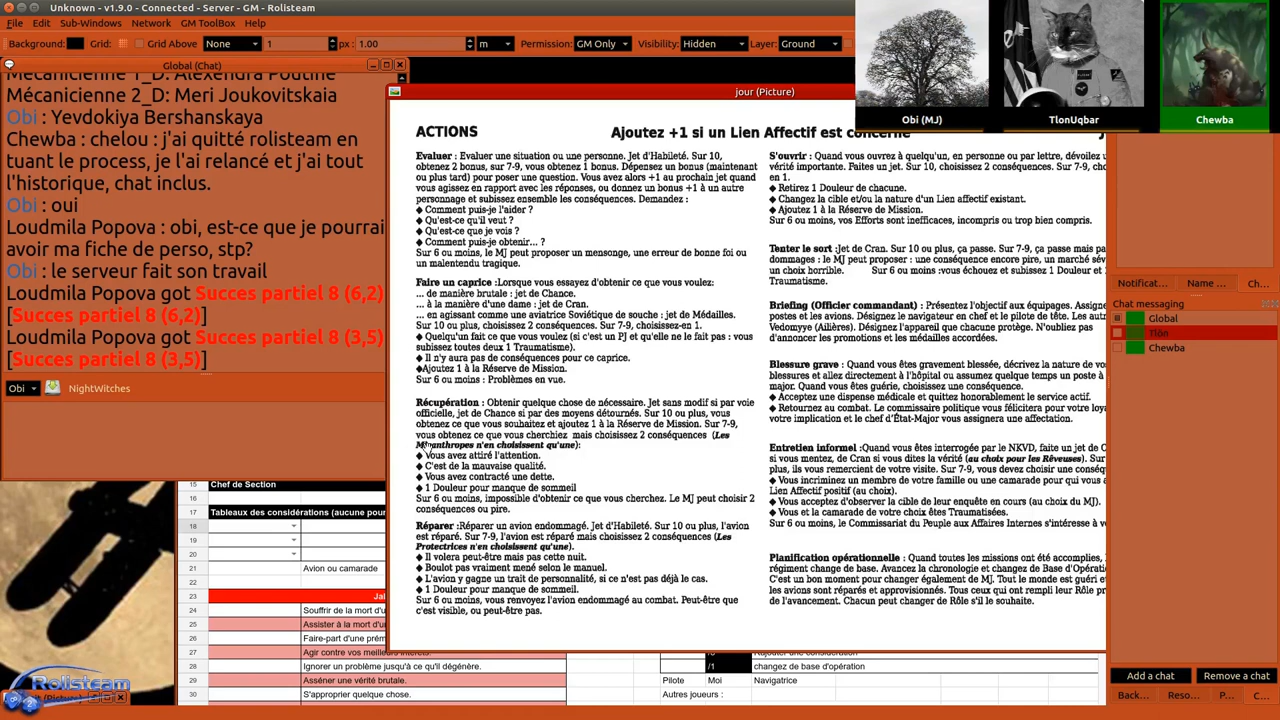 Unknown - v1.9.0 - Connected - Server - GM - Rolisteam
File Edit Sub-Windows Network GM ToolBox Help
Background: Grid: Grid Above None 1 px : 1.00 m Permission: GM Only Visibility: Hidden Layer: Ground
Global (Chat)
Mécanicienne 1_D: Alexendra Poutine
Mécanicienne 2_D: Meri Joukovitskaia
Obi : Yevdokiya Bershanskaya
Chewba : chelou : j'ai quitté rolisteam en
tuant le process, je l'ai relancé et j'ai tout
l'historique, chat inclus.
Obi : oui
Loudmila Popova : obi, est-ce que je pourrai
avoir ma fiche de perso, stp?
Obi : le serveur fait son travail
Loudmila Popova got Succes partiel 8 (6,2)
[Succes partiel 8 (6,2)]
Loudmila Popova got Succes partiel 8 (3,5)
[Succes partiel 8 (3,5)]
Obi NightWitches
jour (Picture)
ACTIONS
Ajoutez +1 si un Lien Affectif est concerné
Evaluer : Evaluer une situation ou une personne. Jet d'Habileté. Sur 10,
obtenez 2 bonus, sur 7-9, vous obtenez 1 bonus. Dépensez un bonus (maintenant
ou plus tard) pour poser une question. Vous avez alors +1 au prochain jet quand
vous agissez en rapport avec les réponses, ou donnez un bonus +1 à un autre
personnage et subissez ensemble les conséquences. Demandez :
◆ Comment puis-je l'aider ?
◆ Qu'est-ce qu'il veut ?
◆ Qu'est-ce que je vois ?
◆ Comment puis-je obtenir... ?
Sur 6 ou moins, le MJ peut proposer un mensonge, une erreur de bonne foi ou
un malentendu tragique.
Faire un caprice :Lorsque vous essayez d'obtenir ce que vous voulez:
... de manière brutale : jet de Chance.
... à la manière d'une dame : jet de Cran.
... en agissant comme une aviatrice Soviétique de souche : jet de Médailles.
Sur 10 ou plus, choisissez 2 conséquences. Sur 7-9, choisissez-en 1.
◆ Quelqu'un fait ce que vous voulez (si c'est un PJ et qu'elle ne le fait pas : vous
subissez toutes deux 1 Traumatisme).
◆ Il n'y aura pas de conséquences pour ce caprice.
◆Ajoutez 1 à la Réserve de Mission.
Sur 6 ou moins : Problèmes en vue.
Récupération : Obtenir quelque chose de nécessaire. Jet sans modif si par voie
officielle, jet de Chance si par des moyens détournés. Sur 10 ou plus, vous
obtenez ce que vous souhaitez et ajoutez 1 à la Réserve de Mission. Sur 7-9,
vous obtenez ce que vous cherchiez mais choisissez 2 conséquences (Les
Misanthropes n'en choisissent qu'une):
◆ Vous avez attiré l'attention.
◆ C'est de la mauvaise qualité.
◆ Vous avez contracté une dette.
◆ 1 Douleur pour manque de sommeil
Sur 6 ou moins, impossible d'obtenir ce que vous cherchez. Le MJ peut choisir 2
conséquences ou pire.
Réparer :Réparer un avion endommagé. Jet d'Habileté. Sur 10 ou plus, l'avion
est réparé. Sur 7-9, l'avion est réparé mais choisissez 2 conséquences (Les
Protectrices n'en choisissent qu'une).
◆ Il volera peut-être mais pas cette nuit.
◆ Boulot pas vraiment mené selon le manuel.
◆ L'avion y gagne un trait de personnalité, si ce n'est pas déjà le cas.
◆ 1 Douleur pour manque de sommeil.
Sur 6 ou moins, vous renvoyez l'avion endommagé au combat. Peut-être que
c'est visible, ou peut-être pas.
S'ouvrir : Quand vous ouvrez à quelqu'un, en personne ou par lettre, dévoilez u
vérité importante. Faites un jet. Sur 10, choisissez 2 conséquences. Sur 7-9, cho
en 1.
◆ Retirez 1 Douleur de chacune.
◆ Changez la cible et/ou la nature d'un Lien affectif existant.
◆ Ajoutez 1 à la Réserve de Mission.
Sur 6 ou moins, vos Efforts sont inefficaces, incompris ou trop bien compris.
Tenter le sort :Jet de Cran. Sur 10 ou plus, ça passe. Sur 7-9, ça passe mais par
dommages : le MJ peut proposer : une conséquence encore pire, un marché sév
un choix horrible. Sur 6 ou moins :vous échouez et subissez 1 Douleur et
Traumatisme.
Briefing (Officier commandant) : Présentez l'objectif aux équipages. Assigne
postes et les avions. Désignez le navigateur en chef et le pilote de tête. Les autr
Vedomyye (Ailières). Désignez l'appareil que chacune protège. N'oubliez pas
d'annoncer les promotions et les médailles accordées.
Blessure grave : Quand vous êtes gravement blessée, décrivez la nature de vos
blessures et allez directement à l'hôpital ou assumez quelque temps un poste à
major. Quand vous êtes guérie, choisissez une conséquence.
◆ Acceptez une dispense médicale et quittez honorablement le service actif.
◆ Retournez au combat. Le commissaire politique vous félicitera pour votre loya
votre implication et le chef d'État-Major vous assignera une affectation.
Entretien informel :Quand vous êtes interrogée par le NKVD, faite un jet de C
si vous mentez, de Cran si vous dites la vérité (au choix pour les Rêveuses). Sur
plus, ils vous remercient de votre visite. Sur 7-9, vous devez choisir une conséq
◆ Vous incriminez un membre de votre famille ou une camarade pour qui vous a
Lien Affectif positif (au choix).
◆ Vous acceptez d'observer la cible de leur enquête en cours (au choix du MJ).
◆ Vous et la camarade de votre choix êtes Traumatisées.
Sur 6 ou moins, le Commissariat du Peuple aux Affaires Internes s'intéresse à v
Planification opérationnelle : Quand toutes les missions ont été accomplies, l
régiment change de base. Avancez la chronologie et changez de Base d'Opérati
C'est un bon moment pour changer également de MJ. Tout le monde est guéri et
les avions sont réparés et approvisionnés. Tous ceux qui ont rempli leur Rôle pr
de l'avancement. Chacun peut changer de Rôle s'il le souhaite.
Obi (MJ)
TlonUqbar
Chewba
Notificat...
Name ...
Ch...
Chat messaging
Global
Tlön
Chewba
Add a chat
Remove a chat
Back...
Reso...
P...
C...
15 Chef de Section
16
17 Tableaux des considérations (aucune pour
18
19
20
21 Avion ou camarade
22
23
24 Souffrir de la mort d'u
25 Assister à la mort d'u
26 Faire-part d'une prém
27 Agir contre vos meilleurs intérêts.
28 Ignorer un problème jusqu'à ce qu'il dégénère.
29 Asséner une vérité brutale.
30 S'approprier quelque chose.
/1 changez de base d'opération
Pilote Moi Navigatrice
Autres joueurs :
Rolisteam
(Picture)